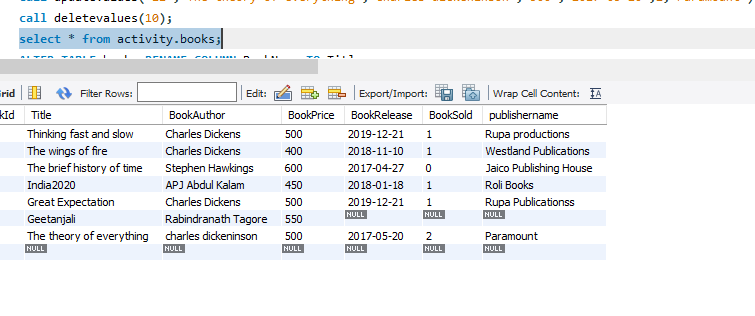 call deletevalues(10);
select * from activity.books;
Grid Filter Rows: Edit: Export/Import: Wrap Cell Content: IA
kId Title BookAuthor BookPrice BookRelease BookSold publishername
Thinking fast and slow Charles Dickens 500 2019-12-21 1 Rupa productions
The wings of fire Charles Dickens 400 2018-11-10 1 Westland Publications
The brief history of time Stephen Hawkings 600 2017-04-27 0 Jaico Publishing House
India2020 APJ Abdul Kalam 450 2018-01-18 1 Roli Books
Great Expectation Charles Dickens 500 2019-12-21 1 Rupa Publicationss
Geetanjali Rabindranath Tagore 550 NULL NULL NULL
The theory of everything charles dickeninson 500 2017-05-20 2 Paramount
NULL NULL NULL NULL NULL NULL